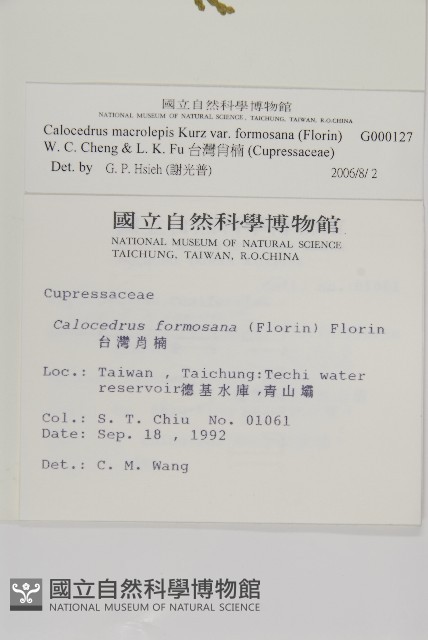 國立自然科學博物館
NATIONAL MUSEUM OF NATURAL SCIENCE, TAICHUNG, TAIWAN, R.O.CHINA
Calocedrus macrolepis Kurz var. formosana (Florin) G000127
W. C. Cheng & L. K. Fu 台灣肖楠 (Cupressaceae)
Det. by G. P. Hsieh (謝光普) 2006/8/2
國立自然科學博物館
NATIONAL MUSEUM OF NATURAL SCIENCE
TAICHUNG, TAIWAN, R.O.CHINA
Cupressaceae
Calocedrus formosana (Florin) Florin
台灣肖楠
Loc.: Taiwan , Taichung:Techi water
reservoir德基水庫,青山壩
Col.: S. T. Chiu No. 01061
Date: Sep. 18 , 1992
Det.: C. M. Wang
國立自然科學博物館
NATIONAL MUSEUM OF NATURAL SCIENCE